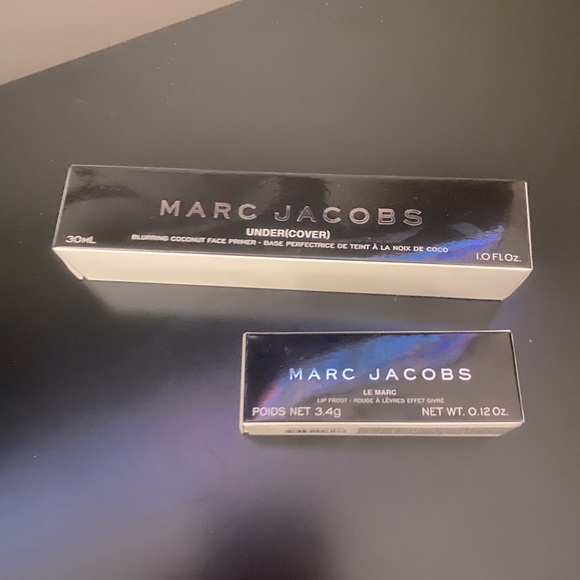 MARC JACOBS
UNDER(COVER)
30ML
BLURRING COCONUT FACE PRIMER - BASE PERFECTRICE DE TEINT À LA NOIX DE COCO
1.0 Fl.Oz.
MARC JACOBS
LE MARC
LIP FROST - ROUGE À LÈVRES EFFET GIVRÉ
POIDS NET 3.4g
NET WT. 0.12 Oz.